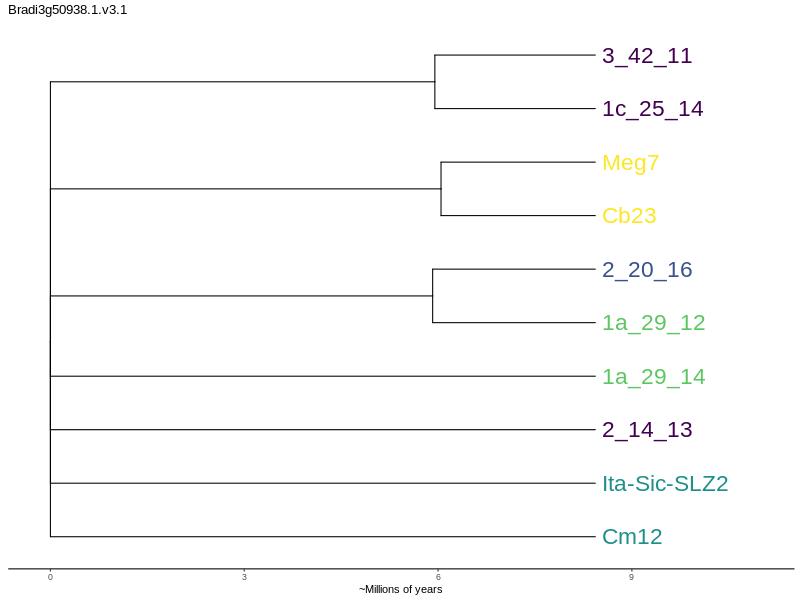 Bradi3g50938.1.v3.1
3_42_11
1c_25_14
Meg7
Cb23
2_20_16
1a_29_12
1a_29_14
2_14_13
Ita-Sic-SLZ2
Cm12
0 3 6 9
~Millions of years